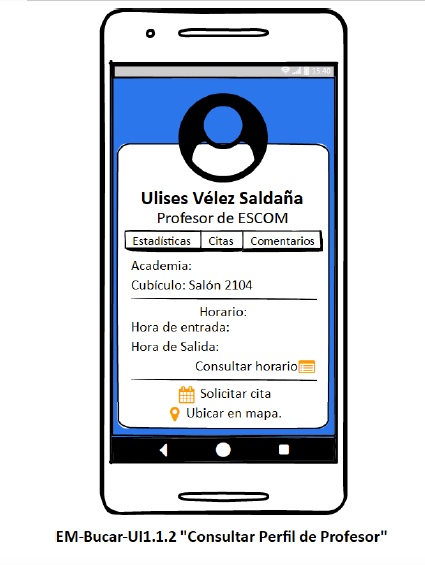 15:40
Ulises Vélez Saldaña
Profesor de ESCOM
Estadísticas Citas Comentarios
Academia:
Cubículo: Salón 2104
Horario:
Hora de entrada:
Hora de Salida:
Consultar horario
Solicitar cita
Ubicar en mapa.
EM-Bucar-UI1.1.2 "Consultar Perfil de Profesor"